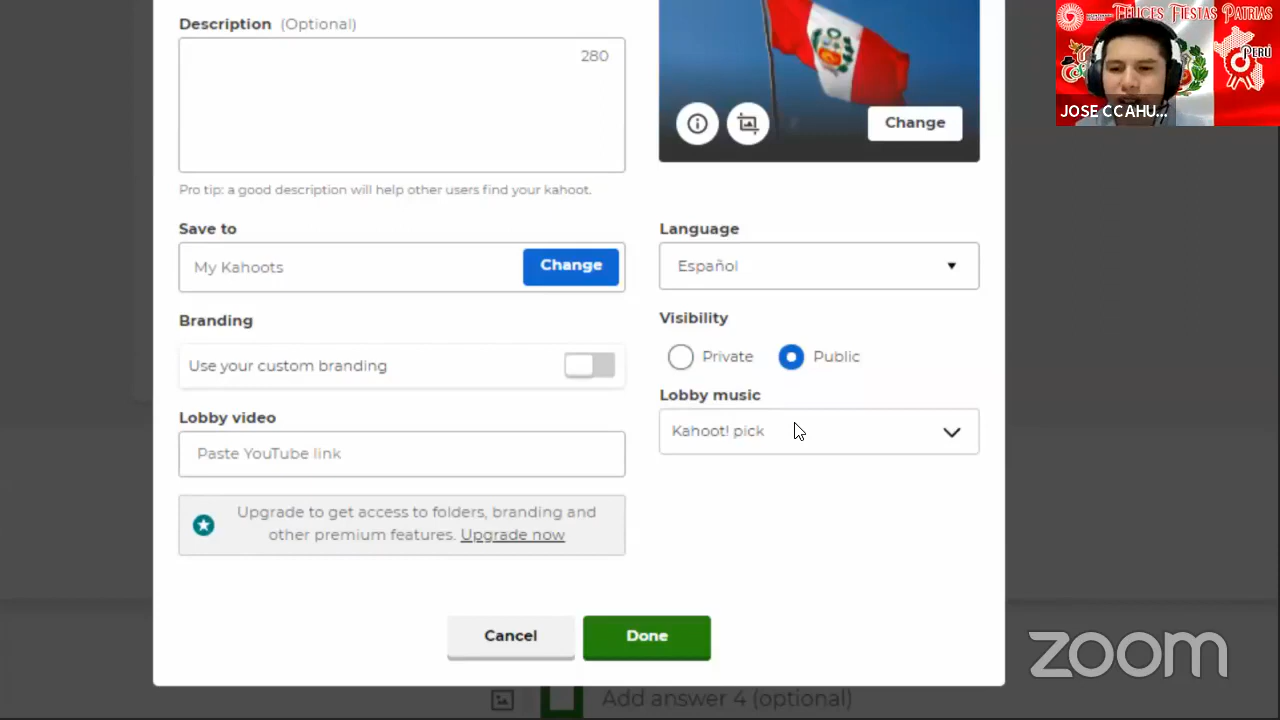 Description (Optional)
280
Pro tip: a good description will help other users find your kahoot.
Save to
My Kahoots
Change
Branding
Use your custom branding
Lobby video
Paste YouTube link
Upgrade to get access to folders, branding and
other premium features. Upgrade now
Change
Language
Español
Visibility
Private
Public
Lobby music
Kahoot! pick
Cancel
Done
Add answer 4 (optional)
FELICES FIESTAS PATRIAS
PERÚ
JOSE CCAHU...
zoom